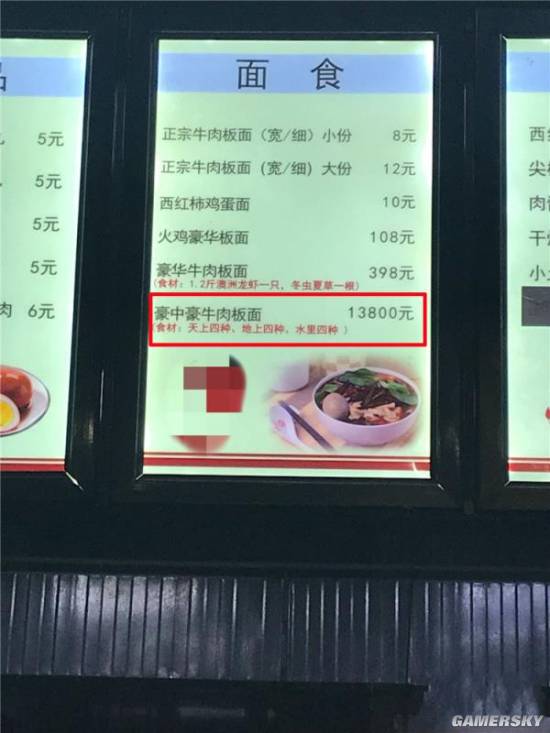 品
5元
5元
5元
肉 6元
面 食
正宗牛肉板面（宽/细）小份 8元
正宗牛肉板面（宽/细）大份 12元
西红柿鸡蛋面 10元
火鸡豪华板面 108元
豪华牛肉板面 398元
(食材：1.2斤澳洲龙虾一只，冬虫夏草一根)
豪中豪牛肉板面 13800元
(食材：天上四种、地上四种、水里四种 )
西红
尖椒
肉
干
小
GAMERSKY